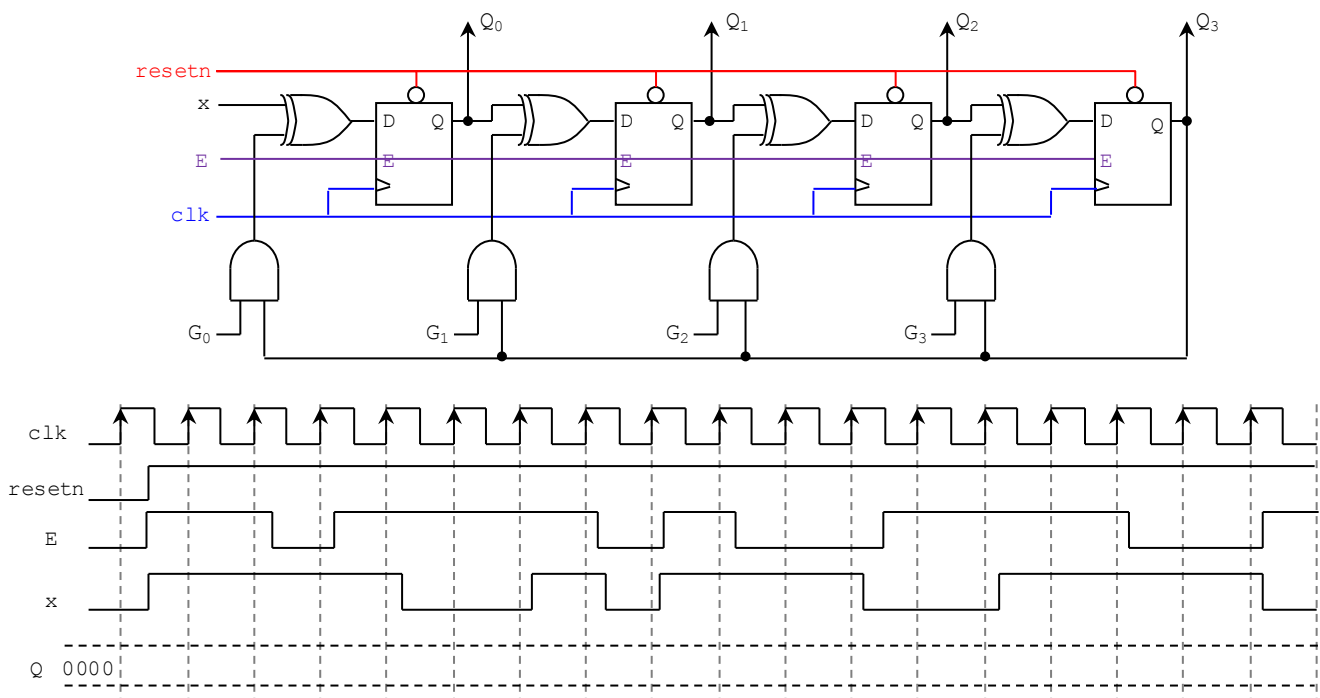 Q0 Q1 Q2 Q3
resetn
x
D Q D Q D Q D Q
E E E E E
clk
G0 G1 G2 G3
clk
resetn
E
x
Q 0000